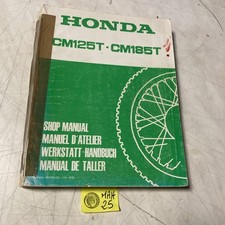 HONDA
CM125T · CM185T
SHOP MANUAL
MANUEL D'ATELIER
WERKSTATT-HANDBUCH
MANUAL DE TALLER
MAH
25